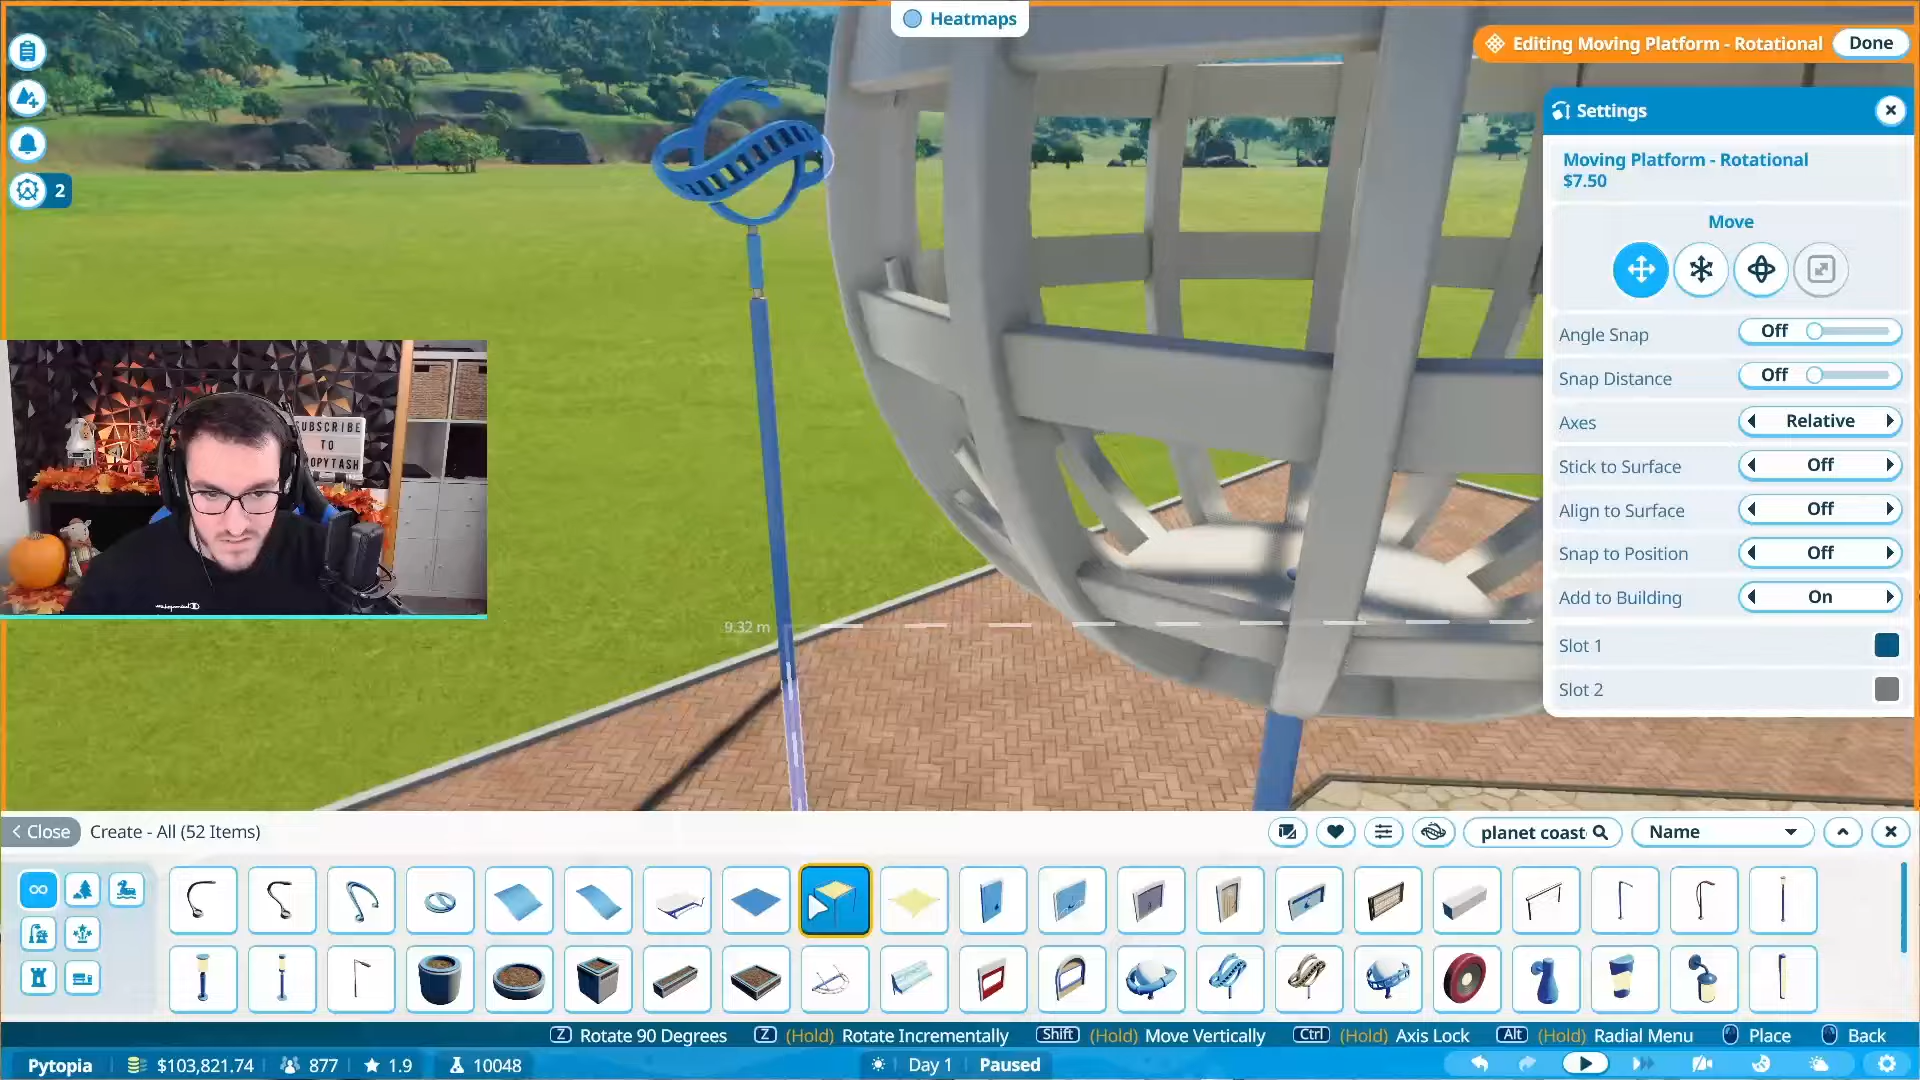 Heatmaps
Editing Moving Platform - Rotational
Done
2
Settings
Moving Platform - Rotational
$7.50
Move
Angle Snap
Off
Snap Distance
Off
Axes
Relative
Stick to Surface
Off
Align to Surface
Off
Snap to Position
Off
Add to Building
On
Slot 1
Slot 2
SUBSCRIBE
TO
OPYTASH
9.32 m
Close
Create - All (52 Items)
planet coast
Name
Z Rotate 90 Degrees
Z (Hold) Rotate Incrementally
Shift (Hold) Move Vertically
Ctrl (Hold) Axis Lock
Alt (Hold) Radial Menu
Place
Back
Pytopia
$103,821.74
877
1.9
10048
Day 1
Paused